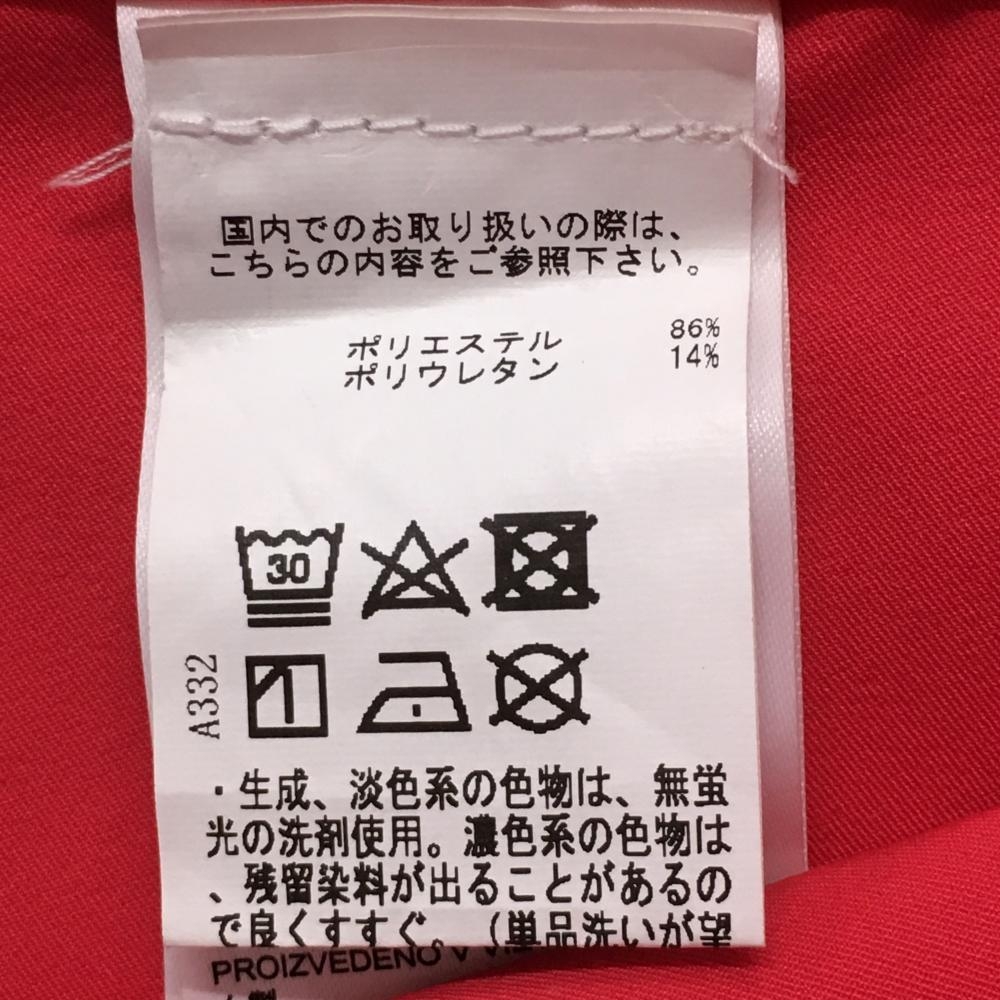 国内でのお取り扱いの際は、
こちらの内容をご参照下さい。
ポリエステル 86%
ポリウレタン 14%
30
A332
・生成、淡色系の色物は、無蛍
光の洗剤使用。濃色系の色物は
、残留染料が出ることがあるの
で良くすすぐ。（単品洗いが望
PROIZVEDENO V